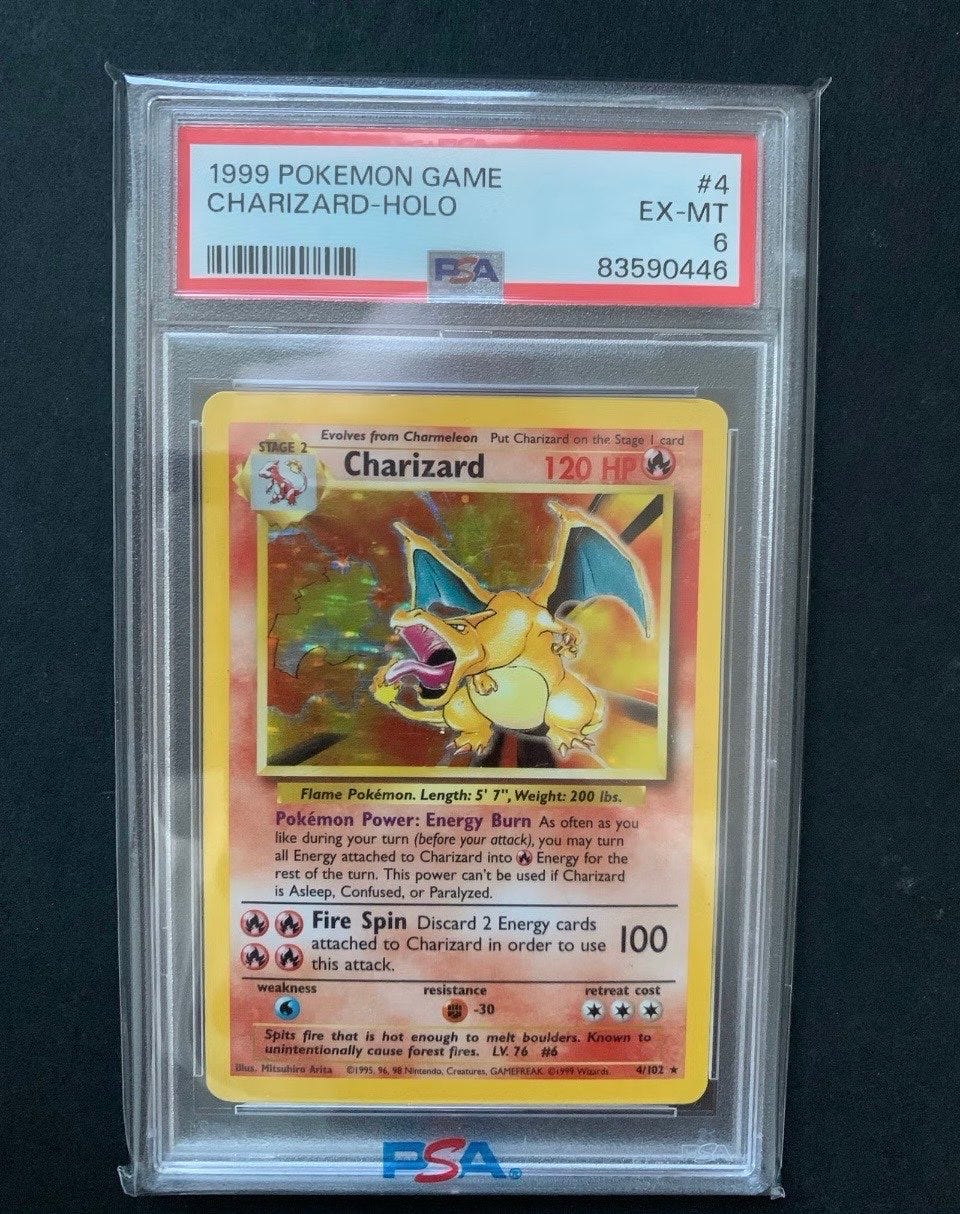 1999 POKEMON GAME #4
CHARIZARD-HOLO EX-MT
6
83590446
PSA
Evolves from Charmeleon Put Charizard on the Stage 1 card
STAGE 2
Charizard 120 HP
Flame Pokémon. Length: 5' 7", Weight: 200 lbs.
Pokémon Power: Energy Burn As often as you
like during your turn (before your attack), you may turn
all Energy attached to Charizard into Energy for the
rest of the turn. This power can't be used if Charizard
is Asleep, Confused, or Paralyzed.
Fire Spin Discard 2 Energy cards
attached to Charizard in order to use 100
this attack.
weakness resistance retreat cost
-30
Spits fire that is hot enough to melt boulders. Known to
unintentionally cause forest fires. LV. 76 #6
Illus. Mitsuhiro Arita ©1995, 96, 98 Nintendo, Creatures, GAMEFREAK. ©1999 Wizards. 4/102 ★
PSA®